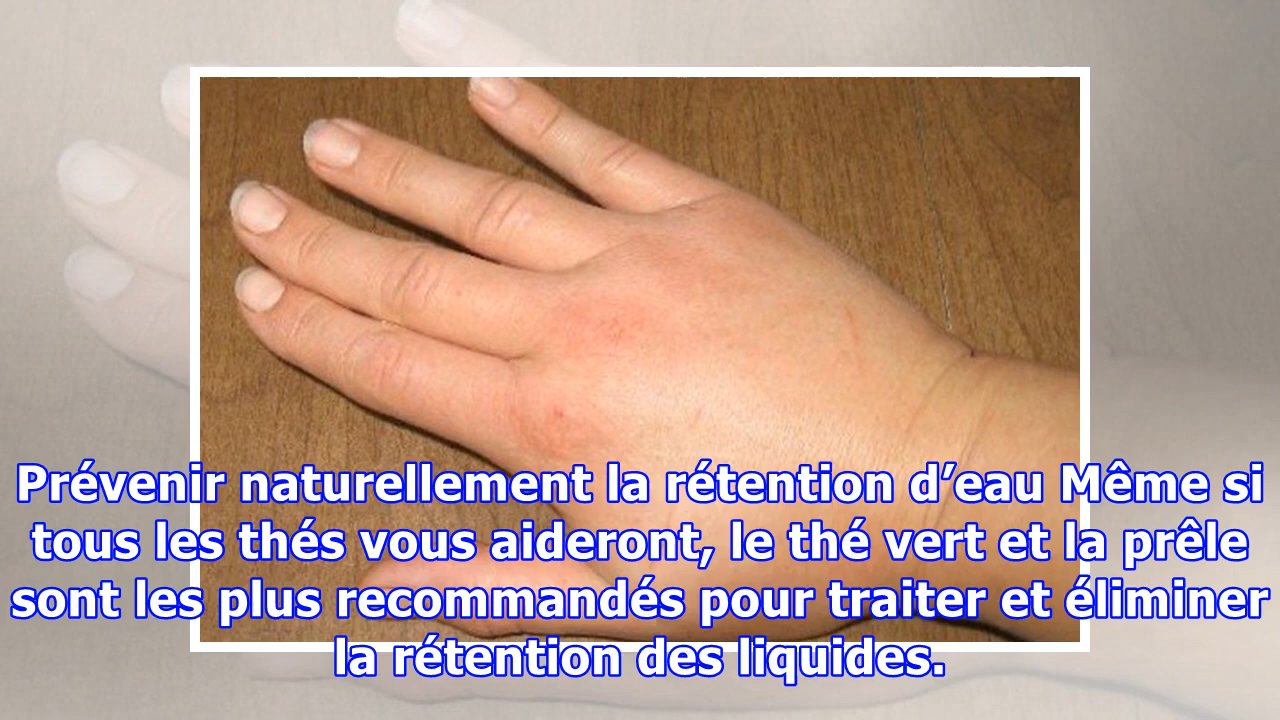 Prévenir naturellement la rétention d’eau Même si
tous les thés vous aideront, le thé vert et la prêle
sont les plus recommandés pour traiter et éliminer
la rétention des liquides.